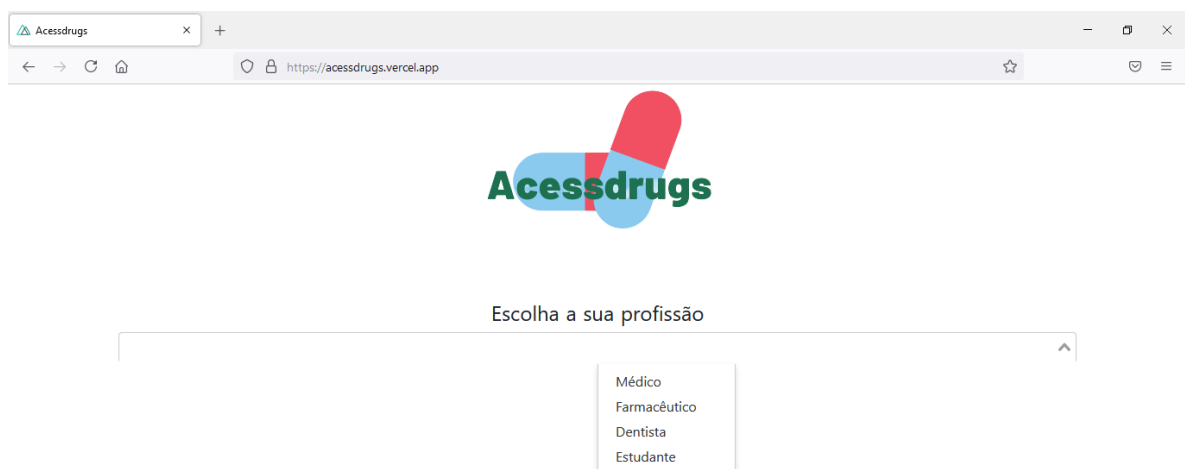 Acessdrugs
https://acessdrugs.vercel.app
Acessdrugs
Escolha a sua profissão
Médico
Farmacêutico
Dentista
Estudante